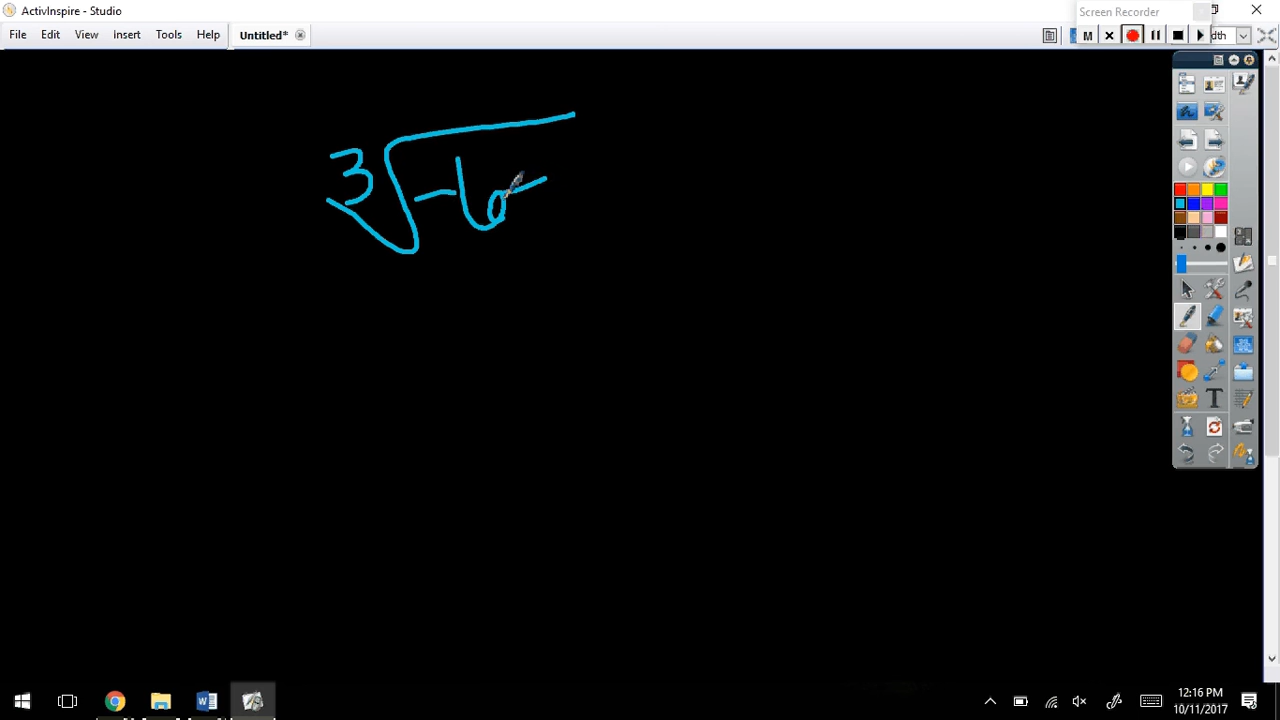 ActivInspire - Studio
Screen Recorder
File Edit View Insert Tools Help Untitled* M dth
3√-6
T
12:16 PM
10/11/2017